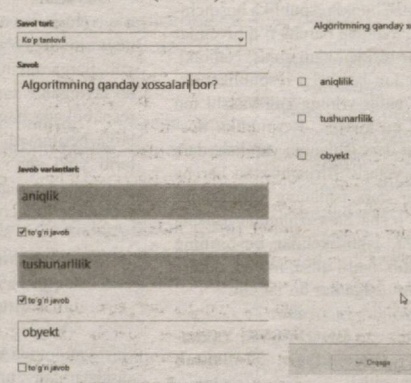 Savol turi:
Ko'p tanlovli
Savol:
Algoritmning qanday xossalari bor?
Javob variantlari:
aniqlik
to'g'ri javob
tushunarlilik
to'g'ri javob
obyekt
to'g'ri javob
Algoritmning qanday
aniqlilik
tushunarlilik
obyekt
Orqaga